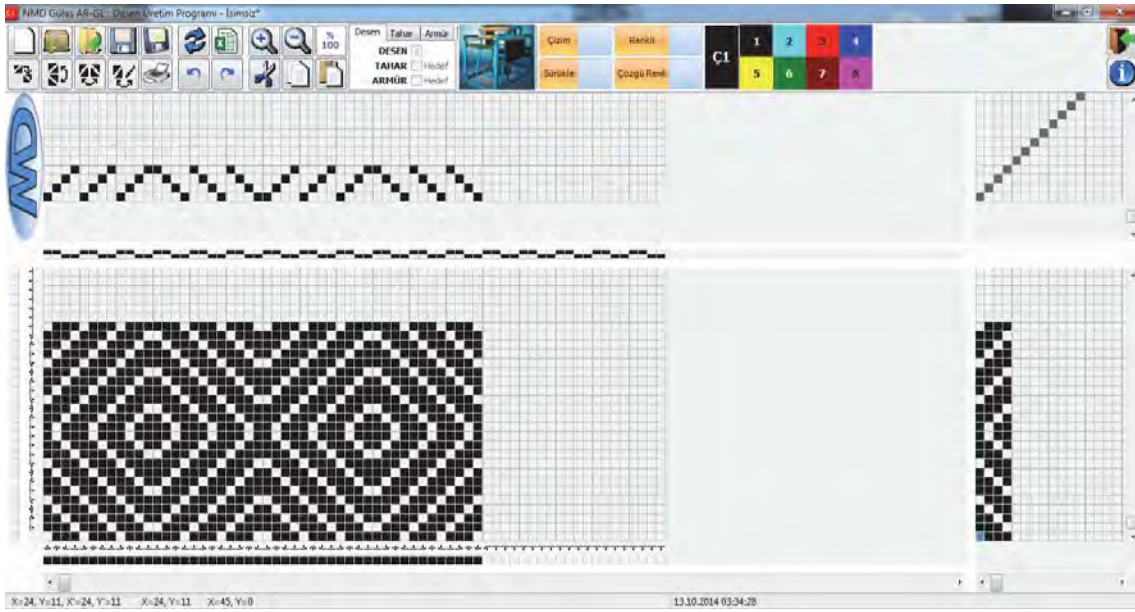 NMD Gülaş AR-GE : Desen Üretim Programı - İsimsiz*
% 100
Desen Tahar Armür
DESEN
TAHAR Hedef
ARMÜR Hedef
Çizim
Renkli
Sürükle
Çözgü Renk
Ç1
1 2 3 4
5 6 7 8
NMD
X=24, Y=11, X'=24, Y'=11 X=24, Y=11 X=45, Y=0
13.10.2014 03:34:28